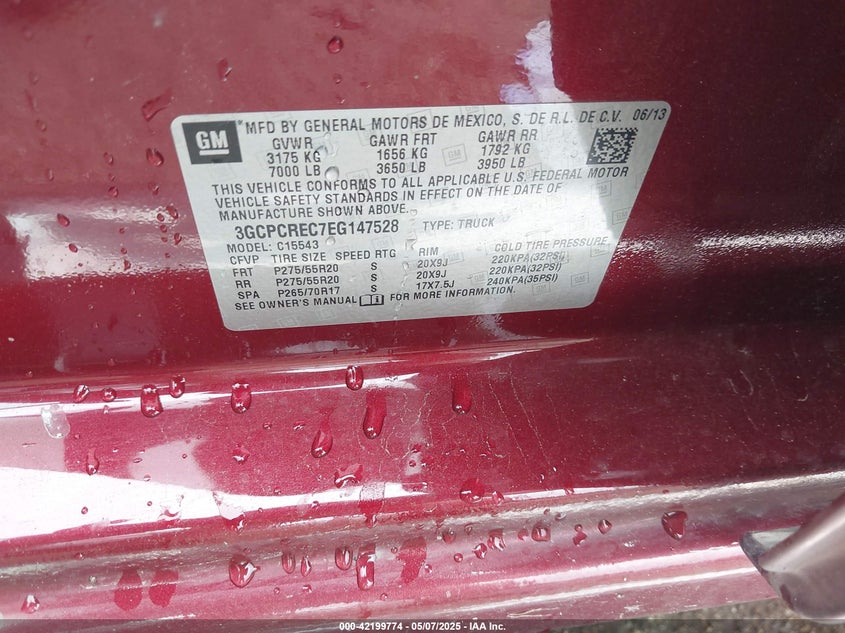 GM
*MFD BY GENERAL MOTORS DE MEXICO, S. DE R.L. DE C.V. 06/13
GVWR GAWR FRT GAWR RR
3175 KG 1656 KG 1792 KG
7000 LB 3650 LB 3950 LB
THIS VEHICLE CONFORMS TO ALL APPLICABLE U.S. FEDERAL MOTOR
VEHICLE SAFETY STANDARDS IN EFFECT ON THE DATE OF
MANUFACTURE SHOWN ABOVE.
3GCPCREC7EG147528 TYPE: TRUCK
MODEL: C15543
CFVP TIRE SIZE SPEED RTG RIM COLD TIRE PRESSURE
FRT P275/55R20 S 20X9J 220KPA(32PSI)
RR P275/55R20 S 20X9J 220KPA(32PSI)
SPA P265/70R17 S 17X7.5J 240KPA(35PSI)
SEE OWNER'S MANUAL FOR MORE INFORMATION.
000-42199774 - 05/07/2025 - IAA Inc.